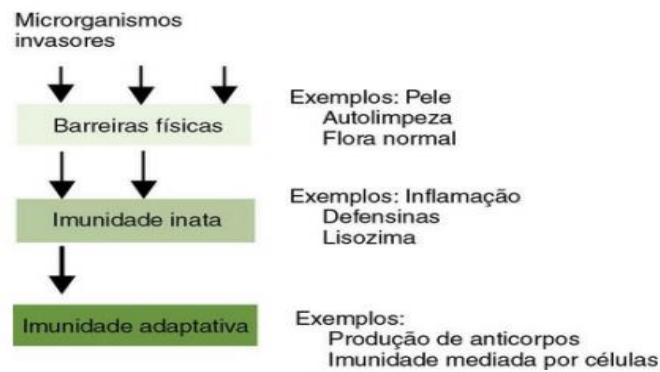 Microrganismos
invasores
Barreiras físicas
Exemplos: Pele
Autolimpeza
Flora normal
Imunidade inata
Exemplos: Inflamação
Defensinas
Lisozima
Imunidade adaptativa
Exemplos:
Produção de anticorpos
Imunidade mediada por células